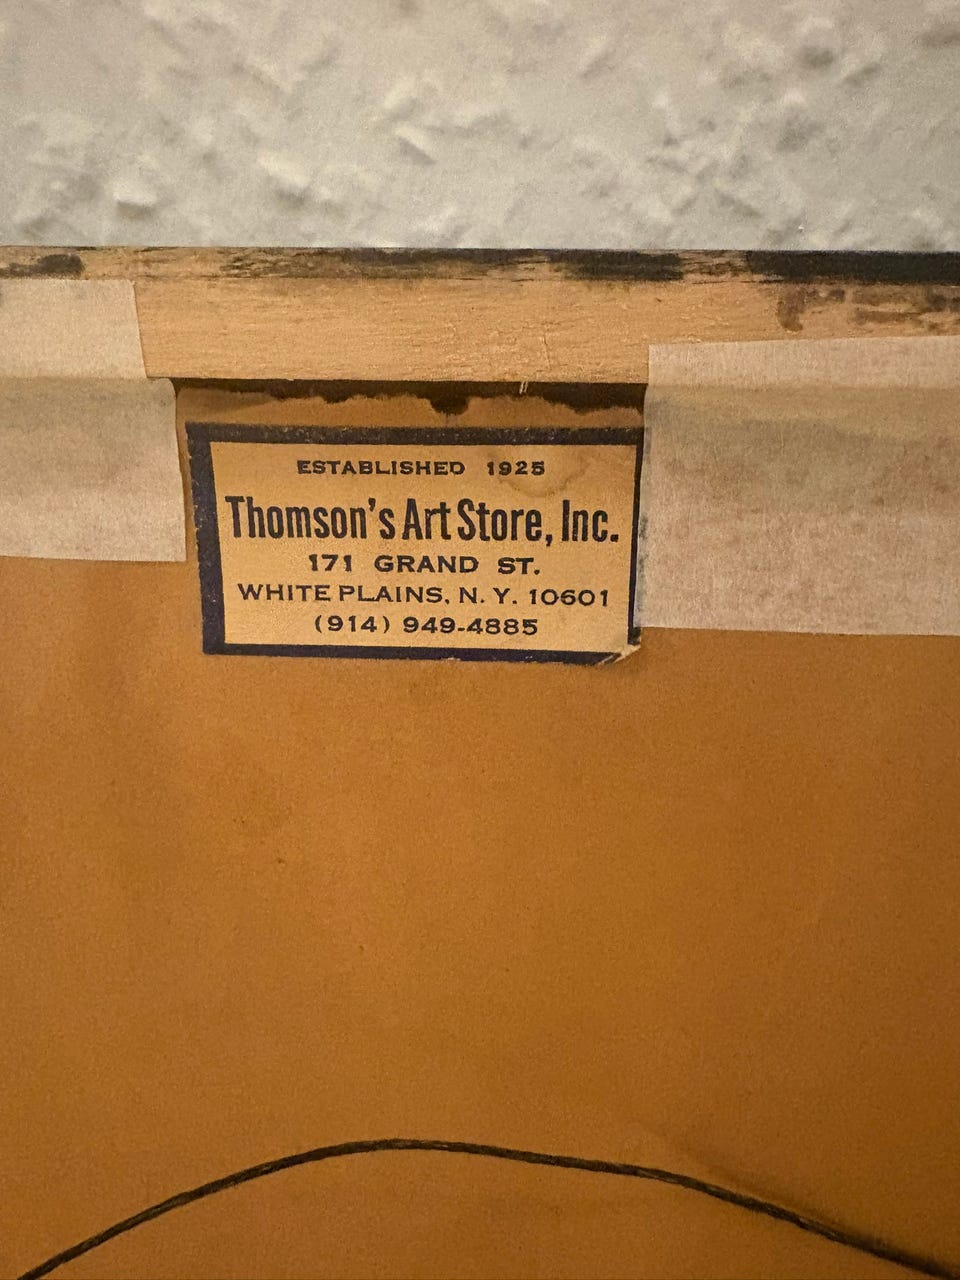 ESTABLISHED 1925
Thomson's Art Store, Inc.
171 GRAND ST.
WHITE PLAINS, N. Y. 10601
(914) 949-4885